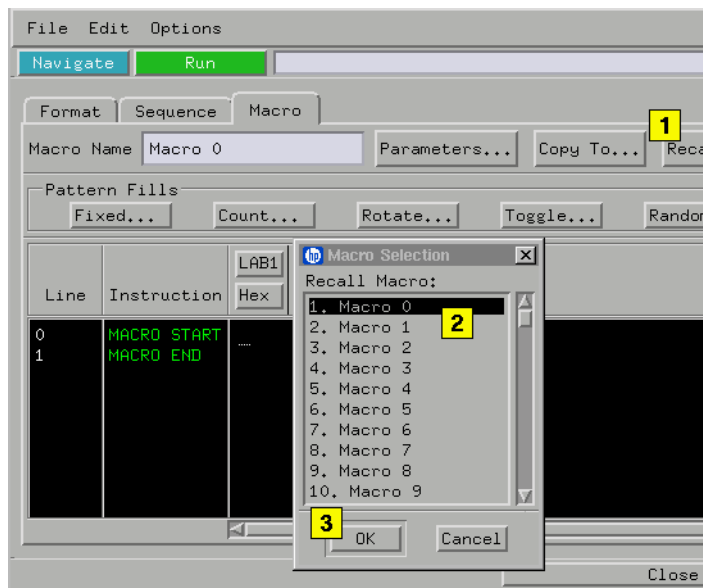 File Edit Options
Navigate Run
Format Sequence Macro
1
Macro Name Macro 0 Parameters... Copy To... Reca
Pattern Fills
Fixed... Count... Rotate... Toggle... Random
hp Macro Selection
LAB1
Recall Macro:
Line Instruction Hex
1. Macro 0
2
2. Macro 1
3. Macro 2
4. Macro 3
5. Macro 4
6. Macro 5
7. Macro 6
8. Macro 7
9. Macro 8
10. Macro 9
0 MACRO START
1 MACRO END
3
OK Cancel
Close